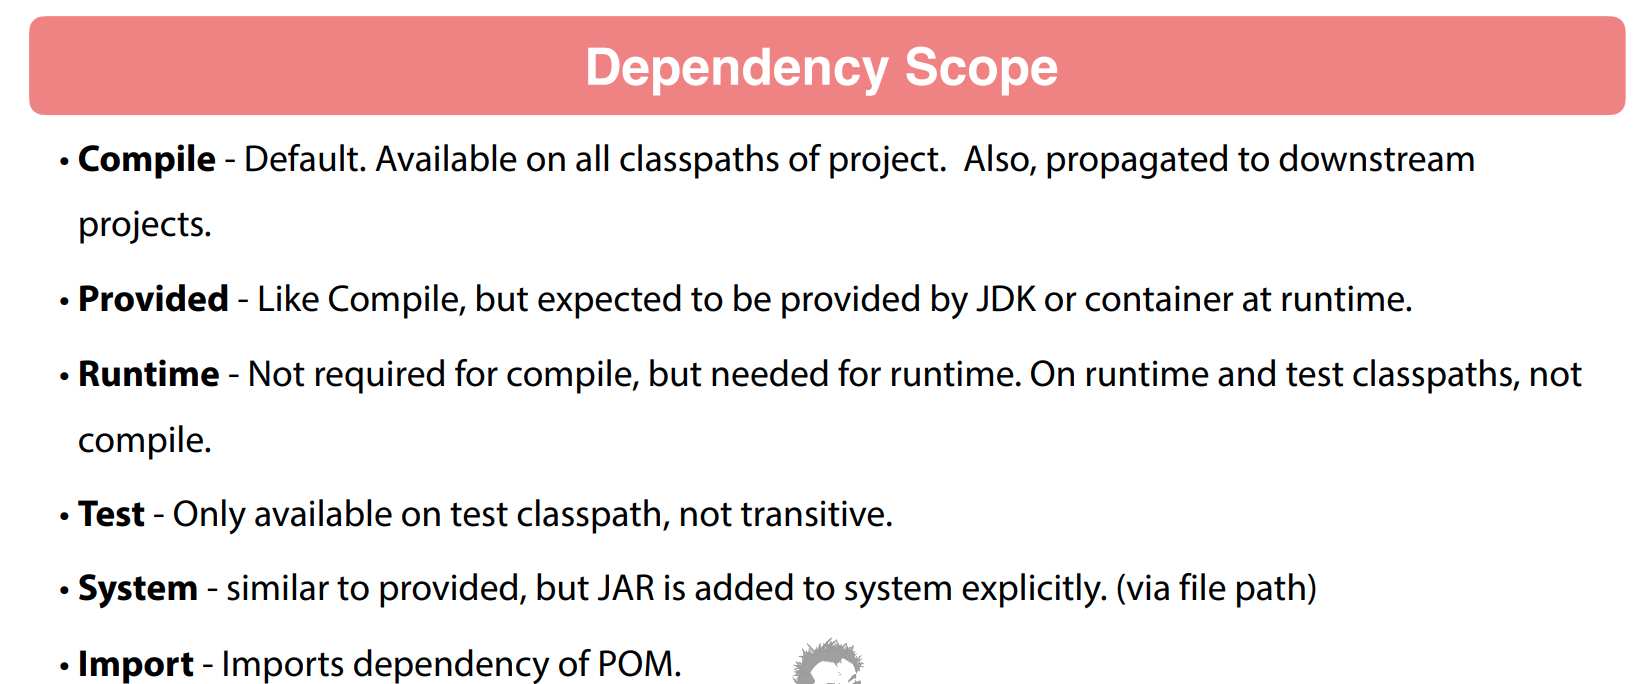 Dependency Scope
• Compile - Default. Available on all classpaths of project.  Also, propagated to downstream
projects.
• Provided - Like Compile, but expected to be provided by JDK or container at runtime.
• Runtime - Not required for compile, but needed for runtime. On runtime and test classpaths, not
compile.
• Test - Only available on test classpath, not transitive.
• System - similar to provided, but JAR is added to system explicitly. (via file path)
• Import - Imports dependency of POM.